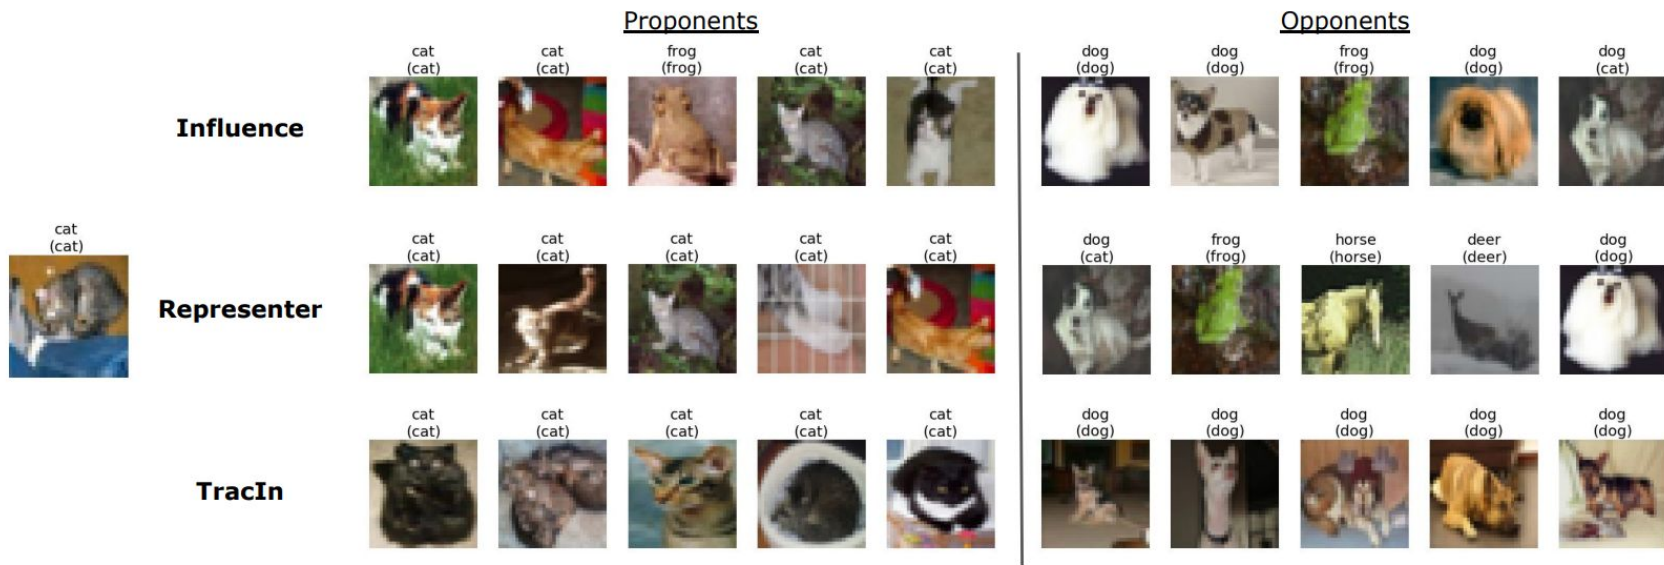 Proponents
Opponents
cat cat frog cat cat dog dog frog dog dog
(cat) (cat) (frog) (cat) (cat) (dog) (dog) (frog) (dog) (cat)
Influence
cat
(cat)
cat cat cat cat cat dog frog horse deer dog
(cat) (cat) (cat) (cat) (cat) (cat) (frog) (horse) (deer) (dog)
Representer
cat cat cat cat cat dog dog dog dog dog
(cat) (cat) (cat) (cat) (cat) (dog) (dog) (dog) (dog) (dog)
TracIn